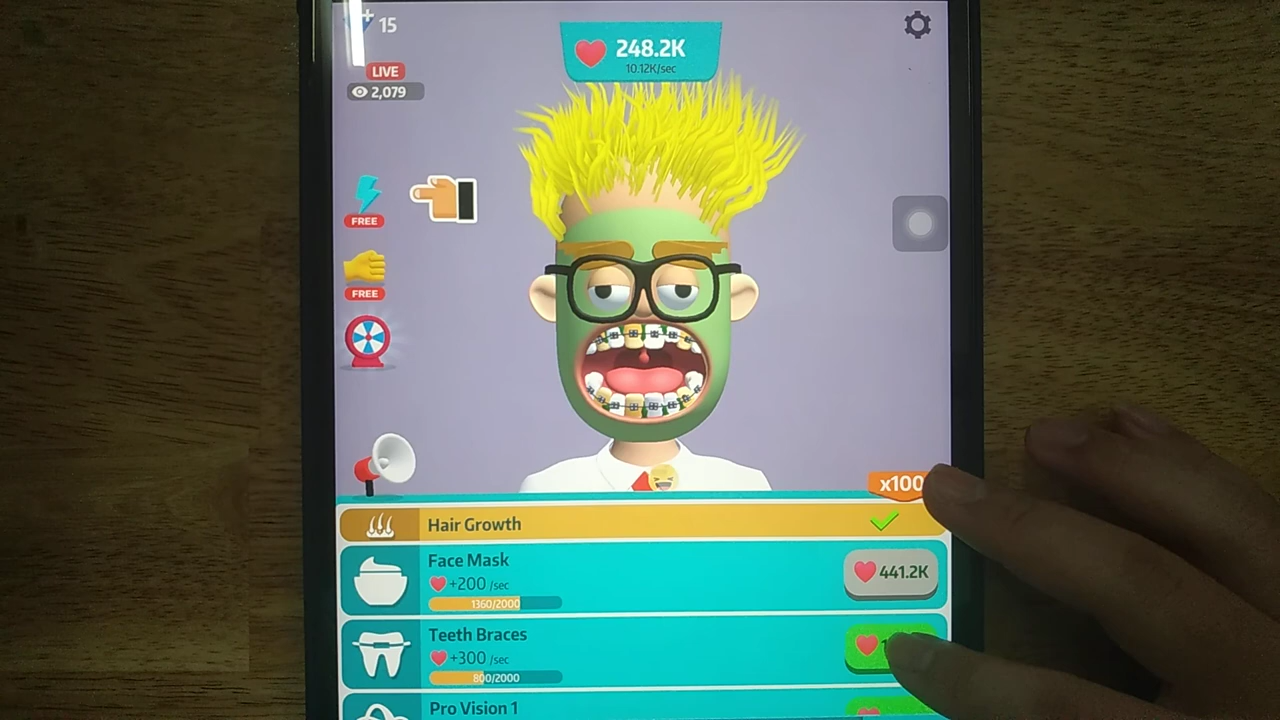 15
248.2K
10.12K/sec
LIVE
2,079
FREE
FREE
x100
Hair Growth
Face Mask
+200 /sec
1360/2000
441.2K
Teeth Braces
+300 /sec
800/2000
Pro Vision 1